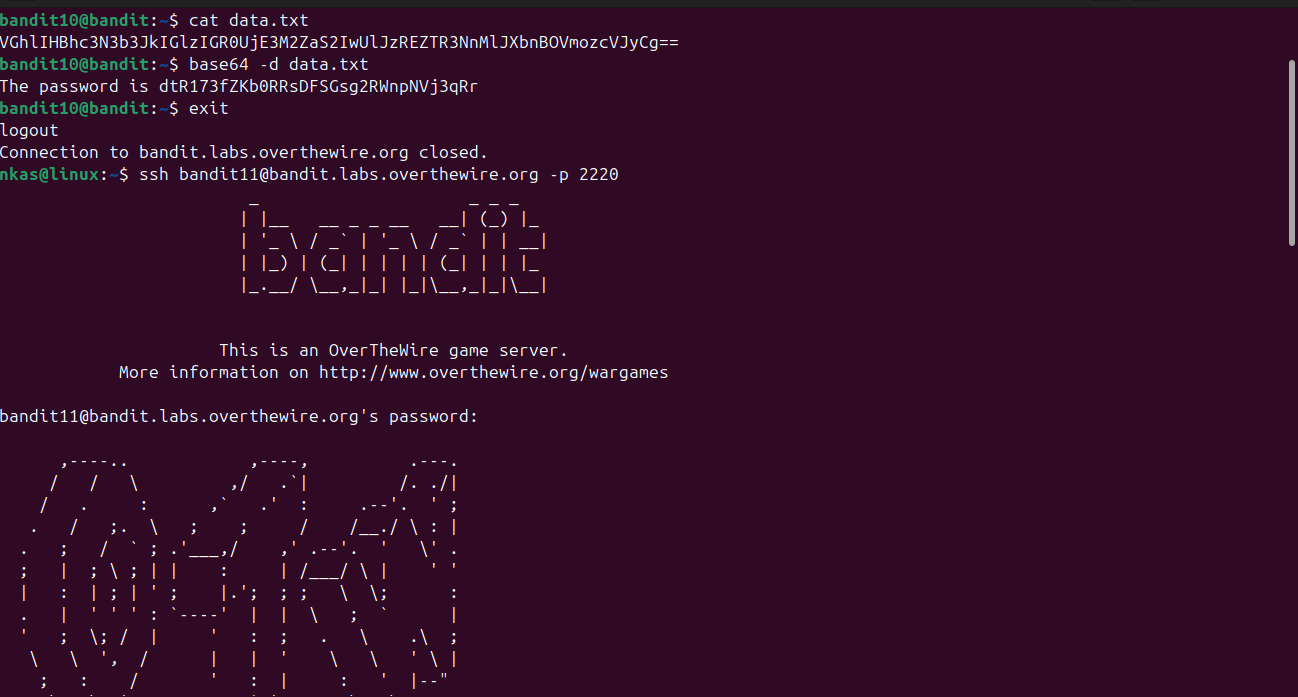 bandit10@bandit:~$ cat data.txt
VGhlIHBhc3N3b3JkIGlzIGR0UjE3M2ZaS2IwUlJzREZTR3NnMlJXbnBOVmozcVJyCg==
bandit10@bandit:~$ base64 -d data.txt
The password is dtR173fZKb0RRsDFSGsg2RWnpNVj3qRr
bandit10@bandit:~$ exit
logout
Connection to bandit.labs.overthewire.org closed.
nkas@linux:~$ ssh bandit11@bandit.labs.overthewire.org -p 2220
bandit
This is an OverTheWire game server.
More information on http://www.overthewire.org/wargames
bandit11@bandit.labs.overthewire.org's password: